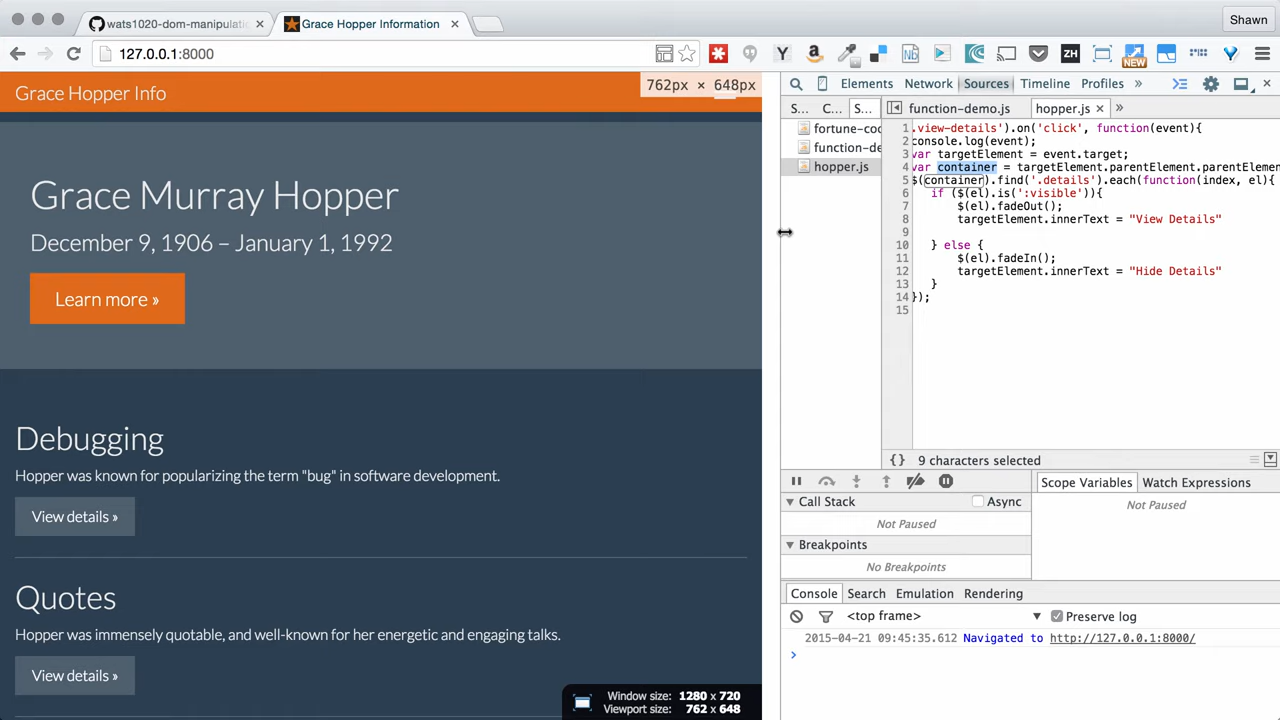 wats1020-dom-manipulati
Grace Hopper Information
Shawn
127.0.0.1:8000
Y
Nb
ZH
NEW
Grace Hopper Info
762px × 648px
Grace Murray Hopper
December 9, 1906 – January 1, 1992
Learn more »
Debugging
Hopper was known for popularizing the term "bug" in software development.
View details »
Quotes
Hopper was immensely quotable, and well-known for her energetic and engaging talks.
View details »
Window size: 1280 x 720
Viewport size: 762 x 648
Elements Network Sources Timeline Profiles »
S... C... S... function-demo.js hopper.js × »
fortune-coo
function-de
hopper.js
1 .view-details').on('click', function(event){
2 console.log(event);
3 var targetElement = event.target;
4 var container = targetElement.parentElement.parentElemen
5 $(container).find('.details').each(function(index, el){
6 if ($(el).is(':visible')){
7 $(el).fadeOut();
8 targetElement.innerText = "View Details"
9
10 } else {
11 $(el).fadeIn();
12 targetElement.innerText = "Hide Details"
13 }
14 });
15
{} 9 characters selected
Call Stack Async
Not Paused
Breakpoints
No Breakpoints
Scope Variables Watch Expressions
Not Paused
Console Search Emulation Rendering
<top frame> Preserve log
2015-04-21 09:45:35.612 Navigated to http://127.0.0.1:8000/